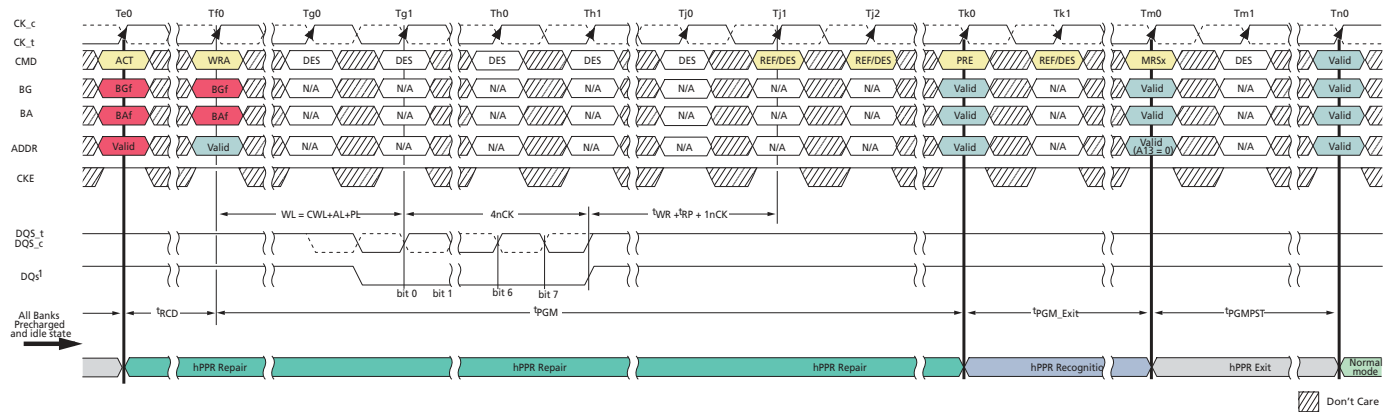 Te0 Tf0 Tg0 Tg1 Th0 Th1 Tj0 Tj1 Tj2 Tk0 Tk1 Tm0 Tm1 Tn0
CK_c
CK_t
CMD ACT WRA DES DES DES DES DES REF/DES REF/DES PRE REF/DES MRSx DES Valid
BG BGf BGf N/A N/A N/A N/A N/A N/A N/A Valid N/A Valid N/A Valid
BA BAf BAf N/A N/A N/A N/A N/A N/A N/A Valid N/A Valid N/A Valid
ADDR Valid Valid N/A N/A N/A N/A N/A N/A N/A Valid N/A Valid (A13 = 0) N/A Valid
CKE
WL = CWL+AL+PL 4nCK tWR +tRP + 1nCK
DQS_t
DQS_c
DQs1
bit 0 bit 1 bit 6 bit 7
All Banks
Precharged
and idle state
tRCD tPGM tPGM_Exit tPGMPST
hPPR Repair hPPR Repair hPPR Repair hPPR Recognitio hPPR Exit Normal
mode
Don't Care